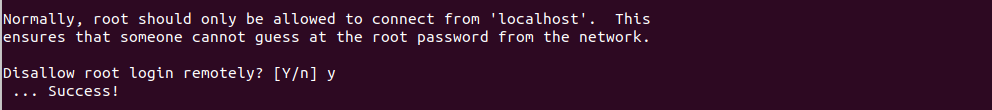 Normally, root should only be allowed to connect from 'localhost'.  This
ensures that someone cannot guess at the root password from the network.
Disallow root login remotely? [Y/n] y
 ... Success!